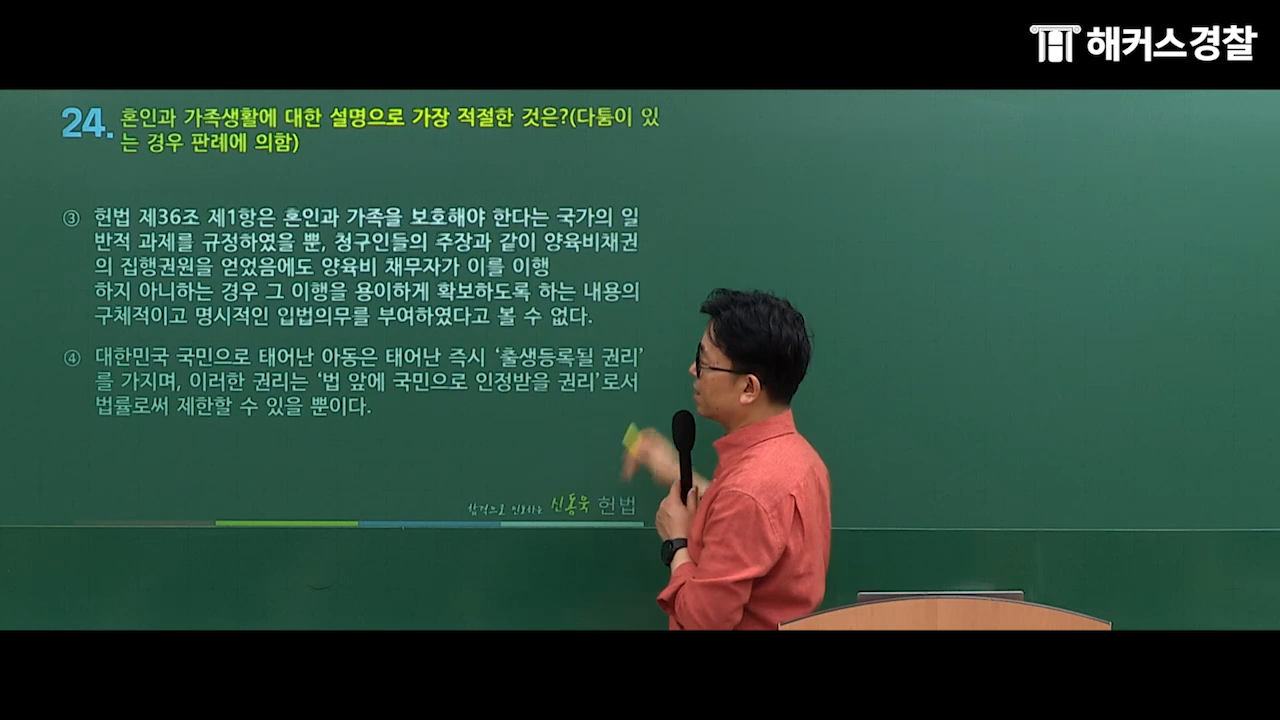 해커스경찰
24. 혼인과 가족생활에 대한 설명으로 가장 적절한 것은?(다툼이 있
는 경우 판례에 의함)
③ 헌법 제36조 제1항은 혼인과 가족을 보호해야 한다는 국가의 일
반적 과제를 규정하였을 뿐, 청구인들의 주장과 같이 양육비채권
의 집행권원을 얻었음에도 양육비 채무자가 이를 이행
하지 아니하는 경우 그 이행을 용이하게 확보하도록 하는 내용의
구체적이고 명시적인 입법의무를 부여하였다고 볼 수 없다.
④ 대한민국 국민으로 태어난 아동은 태어난 즉시 ‘출생등록될 권리’
를 가지며, 이러한 권리는 ‘법 앞에 국민으로 인정받을 권리’로서
법률로써 제한할 수 있을 뿐이다.
합격으로 인도하는 신동욱 헌법